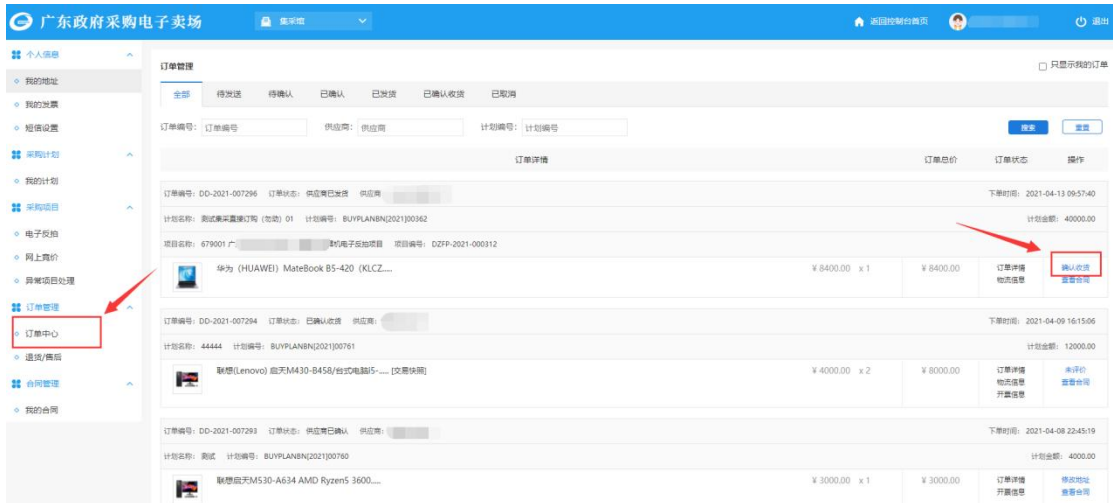 广东政府采购电子卖场
集采馆
返回控制台首页
退出
个人信息
我的地址
我的发票
短信设置
采购计划
我的计划
采购项目
电子反拍
网上竞价
异常项目处理
订单管理
订单中心
退货/售后
合同管理
我的合同
订单管理
只显示我的订单
全部 待发送 待确认 已确认 已发货 已确认收货 已取消
订单编号: 订单编号 供应商: 供应商 计划编号: 计划编号 搜索 重置
订单详情 订单总价 订单状态 操作
订单编号: DD-2021-007296 订单状态: 供应商已发货 供应商 下单时间: 2021-04-13 09:57:40
计划名称: 测试集采直接订购 (勿动) 01 计划编号: BUYPLANBN[2021]00362 计划金额: 40000.00
项目名称: 679001 广 机电子反拍项目 项目编号: DZFP-2021-000312
华为 (HUAWEI) MateBook B5-420 (KLCZ..... ¥ 8400.00 x 1 ¥ 8400.00 订单详情 确认收货
物流信息 查看合同
订单编号: DD-2021-007294 订单状态: 已确认收货 供应商: 下单时间: 2021-04-09 16:15:06
计划名称: 44444 计划编号: BUYPLANBN[2021]00761 计划金额: 12000.00
联想(Lenovo) 启天M430-B458/台式电脑i5-..... [交易快照] ¥ 4000.00 x 2 ¥ 8000.00 订单详情 未评价
物流信息 查看合同
开票信息
订单编号: DD-2021-007293 订单状态: 供应商已确认 供应商: 下单时间: 2021-04-08 22:45:19
计划名称: 测试 计划编号: BUYPLANBN[2021]00760 计划金额: 4000.00
联想启天M530-A634 AMD Ryzen5 3600..... ¥ 3000.00 x 1 ¥ 3000.00 订单详情 修改地址
开票信息 查看合同